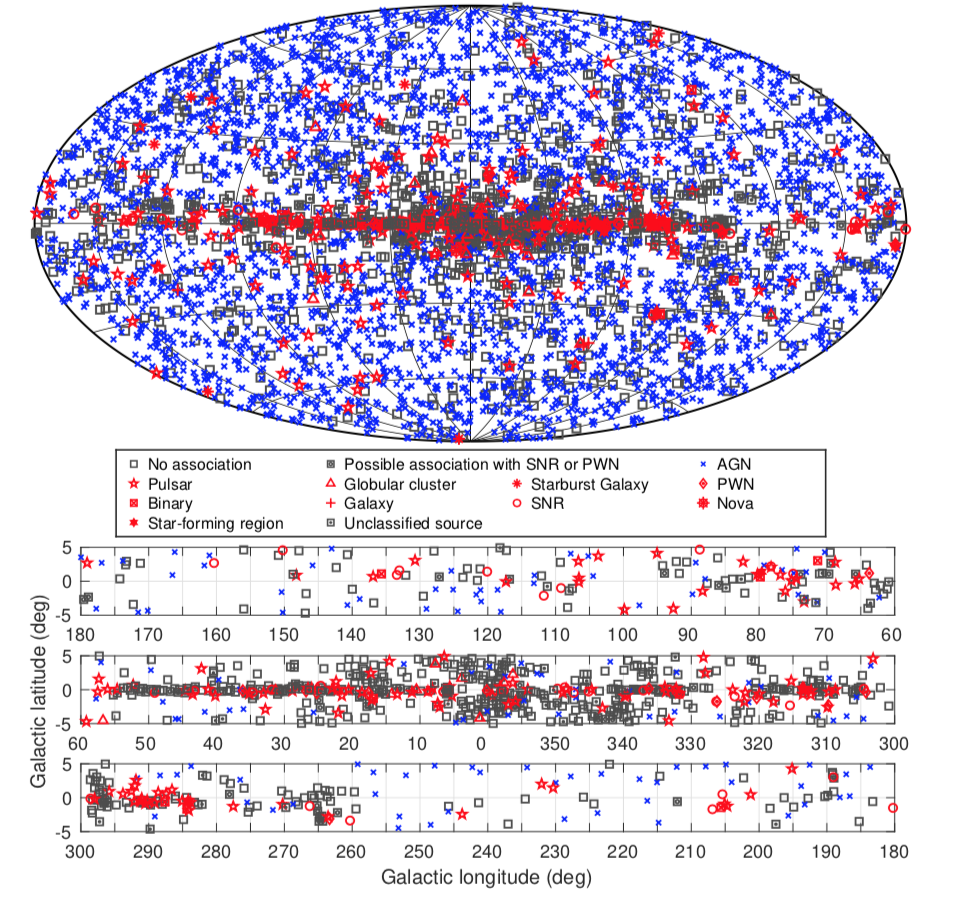 No association
Possible association with SNR or PWN
AGN
Pulsar
Globular cluster
Starburst Galaxy
PWN
Binary
Galaxy
SNR
Nova
Star-forming region
Unclassified source
Galactic latitude (deg)
5
0
-5
180 170 160 150 140 130 120 110 100 90 80 70 60
5
0
-5
60 50 40 30 20 10 0 350 340 330 320 310 300
5
0
-5
300 290 280 270 260 250 240 230 220 210 200 190 180
Galactic longitude (deg)